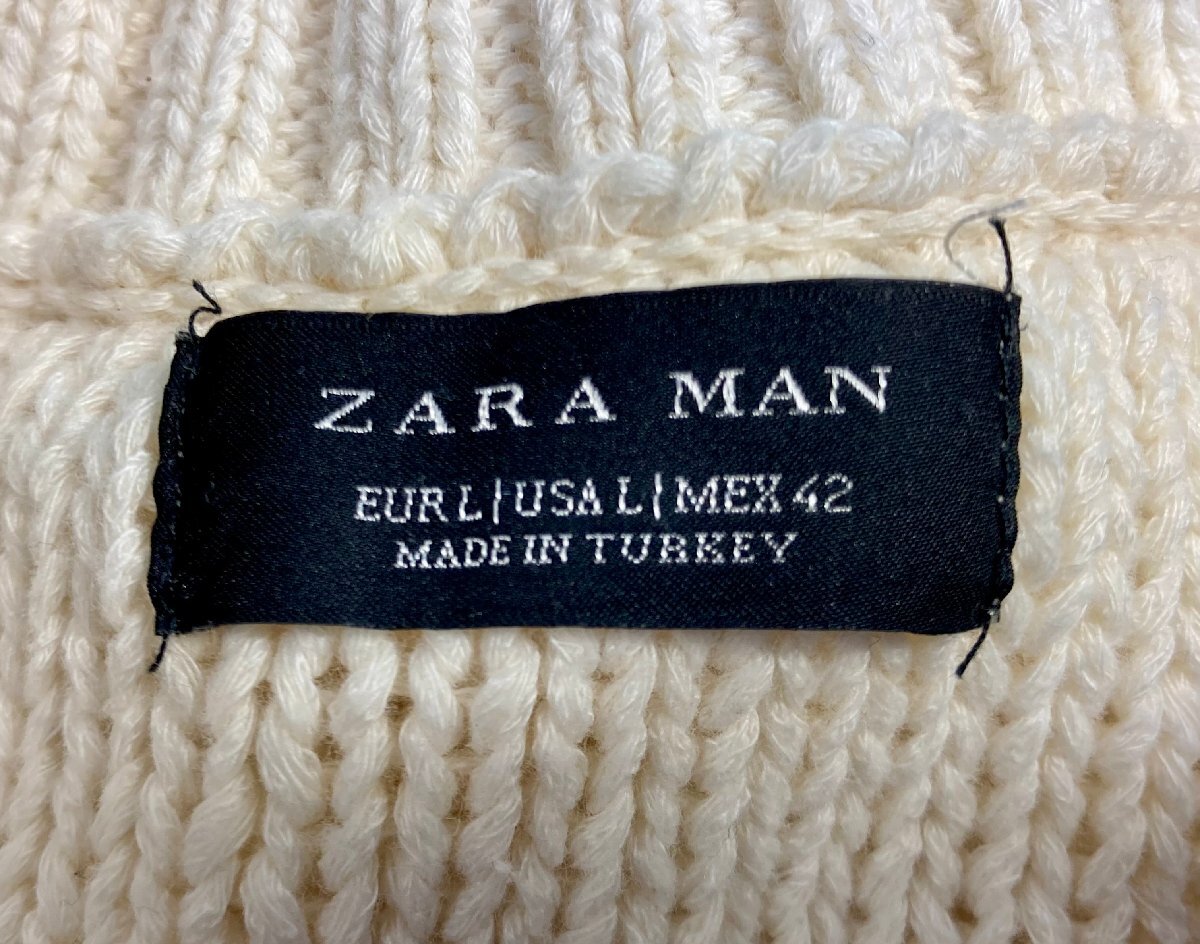 ZARA MAN
EUR L | USA L | MEX 42
MADE IN TURKEY